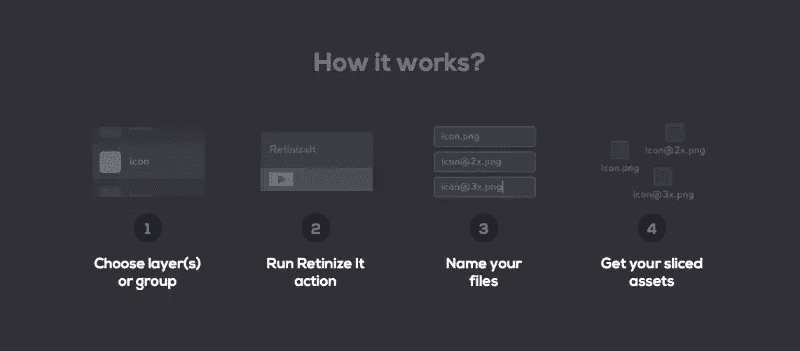 How it works?
icon
RetinizeIt
icon.png
icon@2x.png
icon@3x.png
icon@2x.png
icon.png
icon@3x.png
1
2
3
4
Choose layer(s)
or group
Run Retinize It
action
Name your
files
Get your sliced
assets